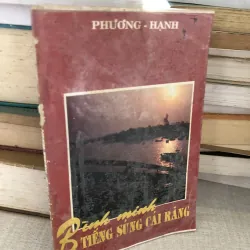 PHƯƠNG - HẠNH
Bình minh
TIẾNG SÚNG CÁI RĂNG